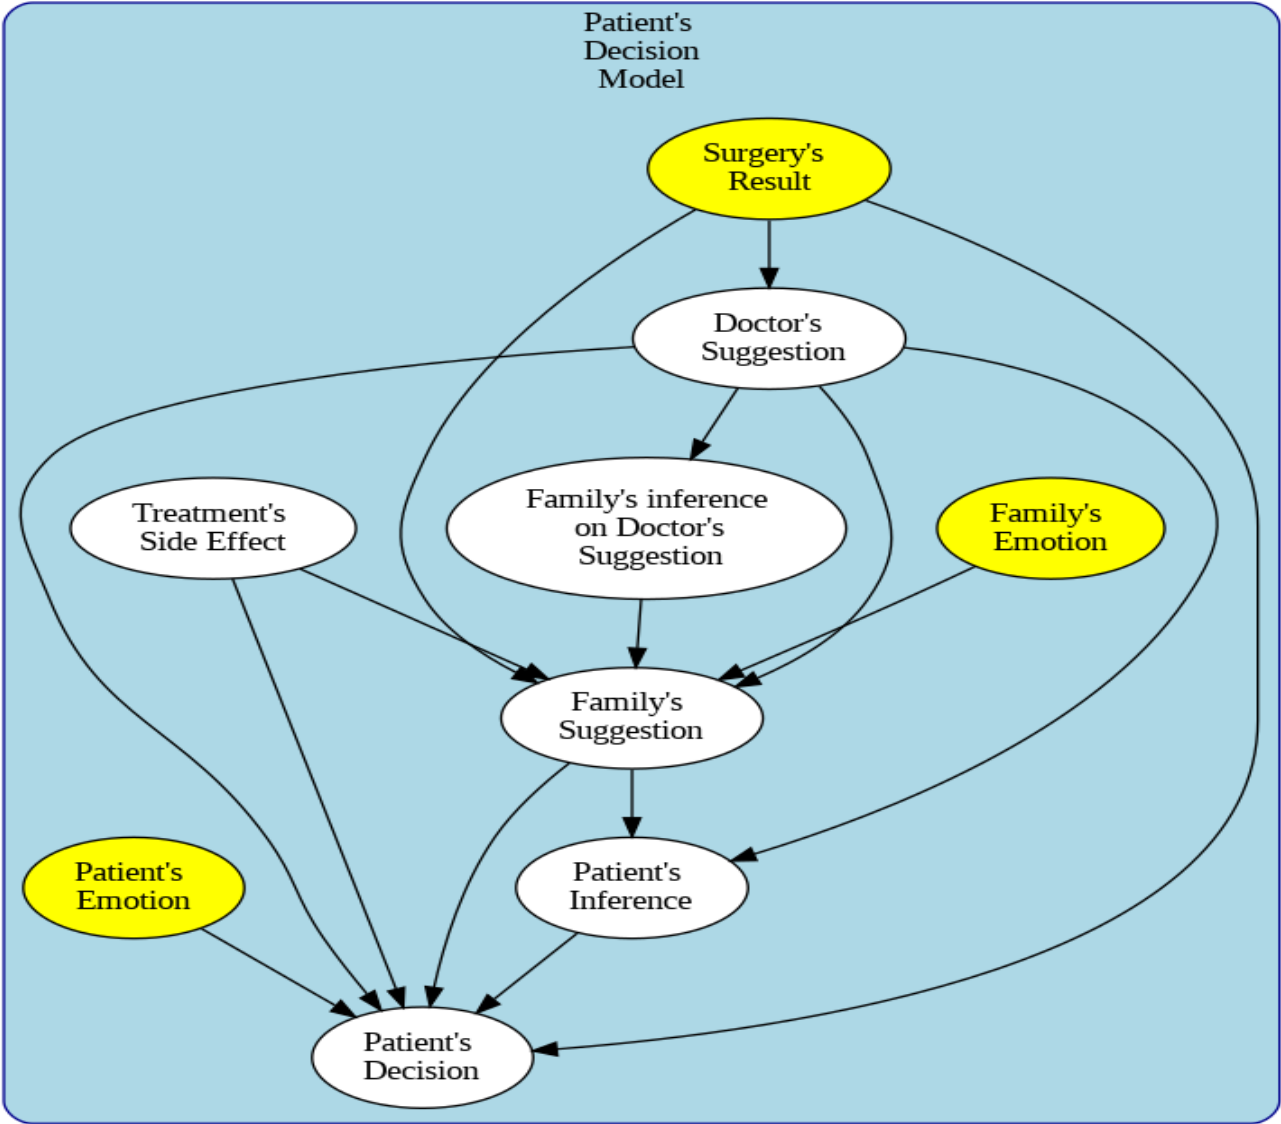 Patient's
Decision
Model
Surgery's
Result
Doctor's
Suggestion
Treatment's
Side Effect
Family's inference
on Doctor's
Suggestion
Family's
Emotion
Family's
Suggestion
Patient's
Emotion
Patient's
Inference
Patient's
Decision